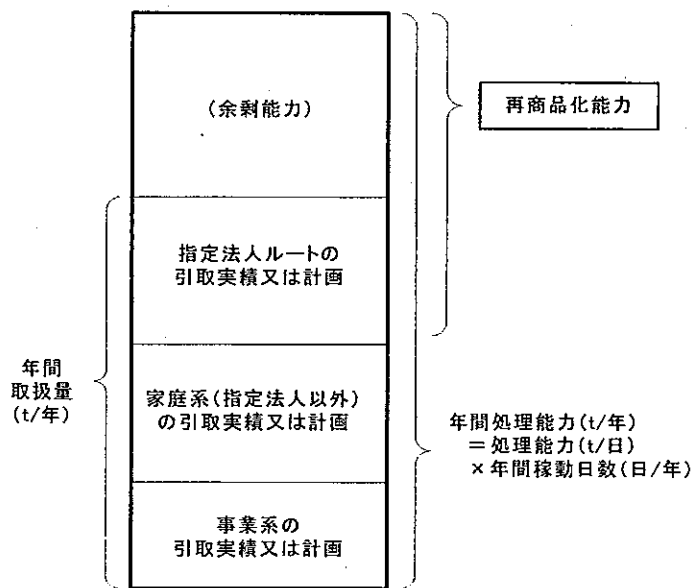 (余剰能力)
再商品化能力
指定法人ルートの
引取実績又は計画
年間
取扱量
(t/年)
家庭系(指定法人以外)
の引取実績又は計画
年間処理能力(t/年)
=処理能力(t/日)
×年間稼動日数(日/年)
事業系の
引取実績又は計画